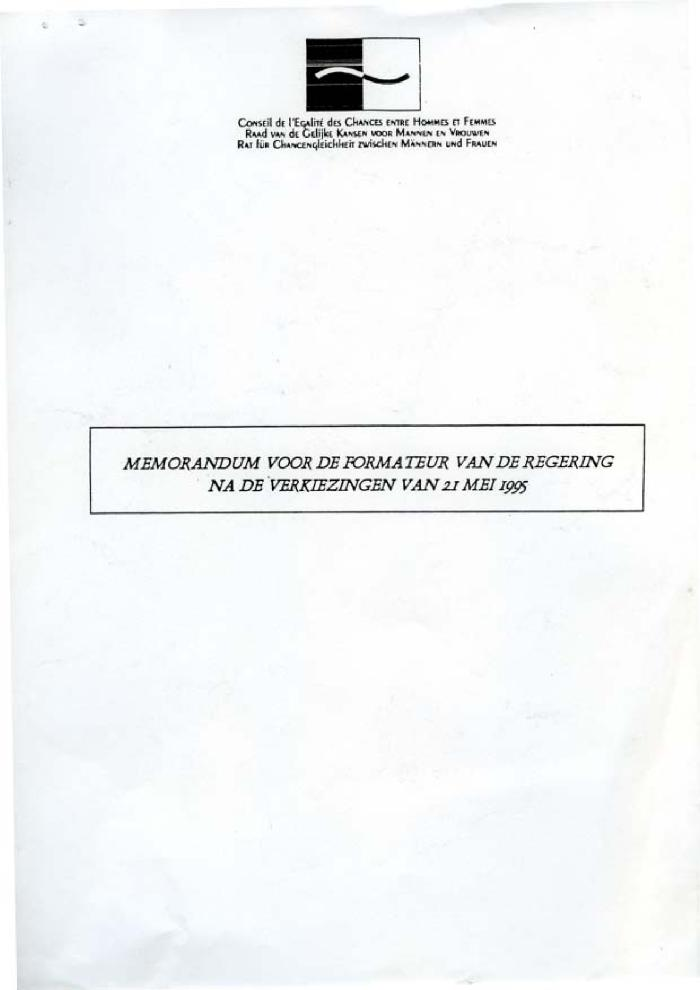 Conseil de l'Egalité des Chances entre Hommes et Femmes
Raad van de Gelijke Kansen voor Mannen en Vrouwen
Rat für Chancengleichheit zwischen Männern und Frauen
MEMORANDUM VOOR DE FORMATEUR VAN DE REGERING
NA DE VERKIEZINGEN VAN 21 MEI 1995